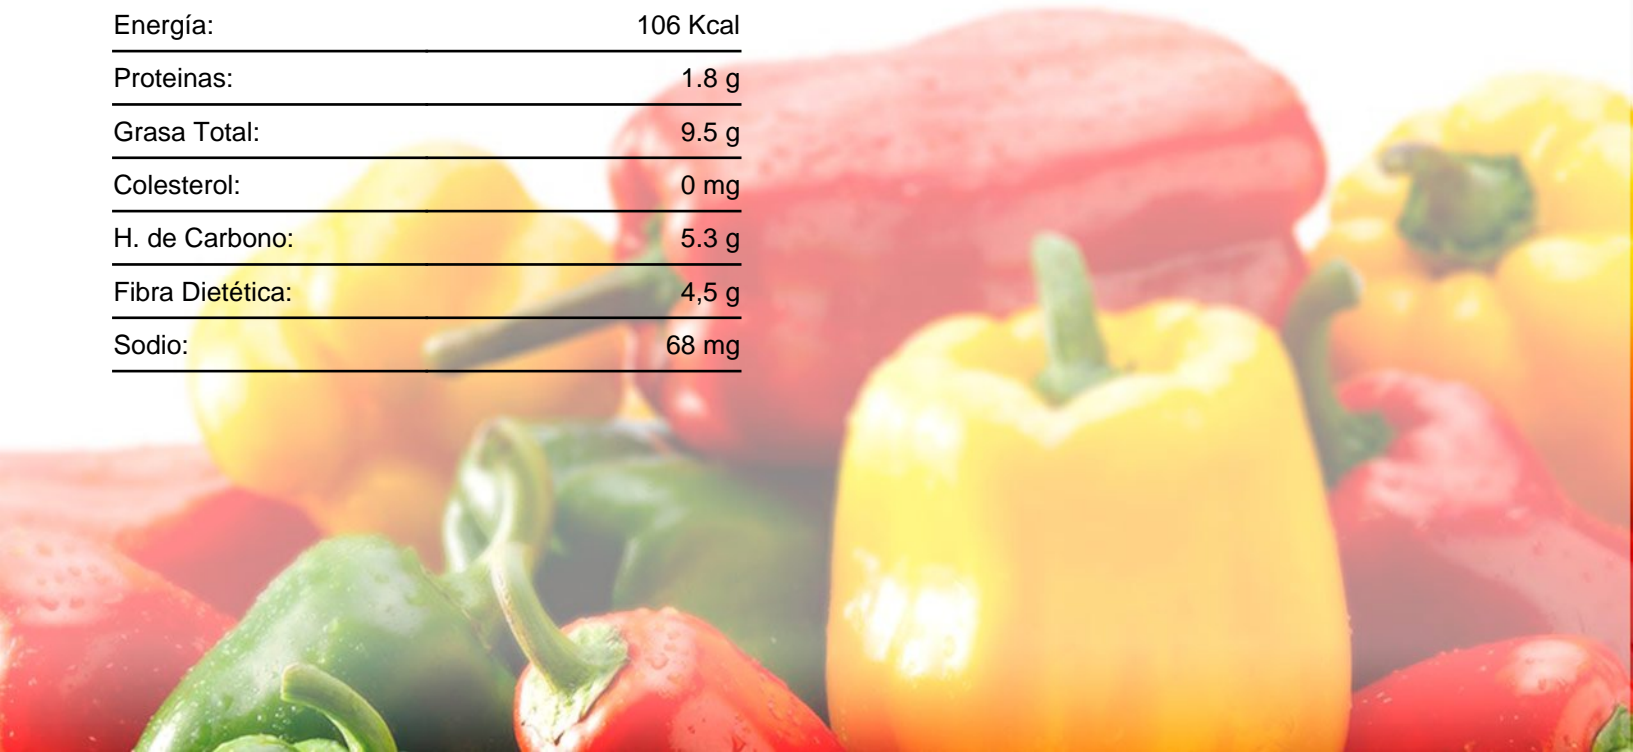 Energía: 106 Kcal
Proteinas: 1.8 g
Grasa Total: 9.5 g
Colesterol: 0 mg
H. de Carbono: 5.3 g
Fibra Dietética: 4,5 g
Sodio: 68 mg